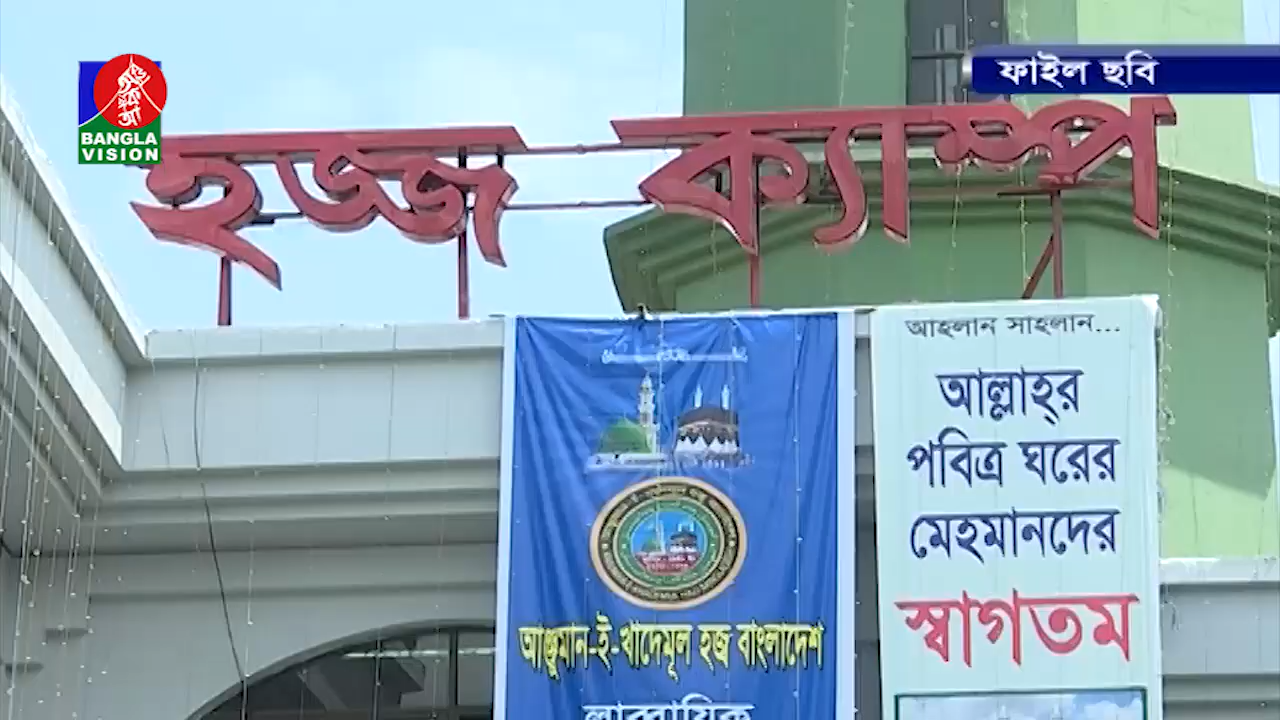 ফাইল ছবি
BANGLA
VISION
হজ্জ ক্যাম্প
আহলান সাহলান...
আল্লাহ্‌র
পবিত্র ঘরের
মেহমানদের
স্বাগতম
আঞ্জুমান-ই-খাদেমুল হজ্ব বাংলাদেশ
লাব্বায়িক